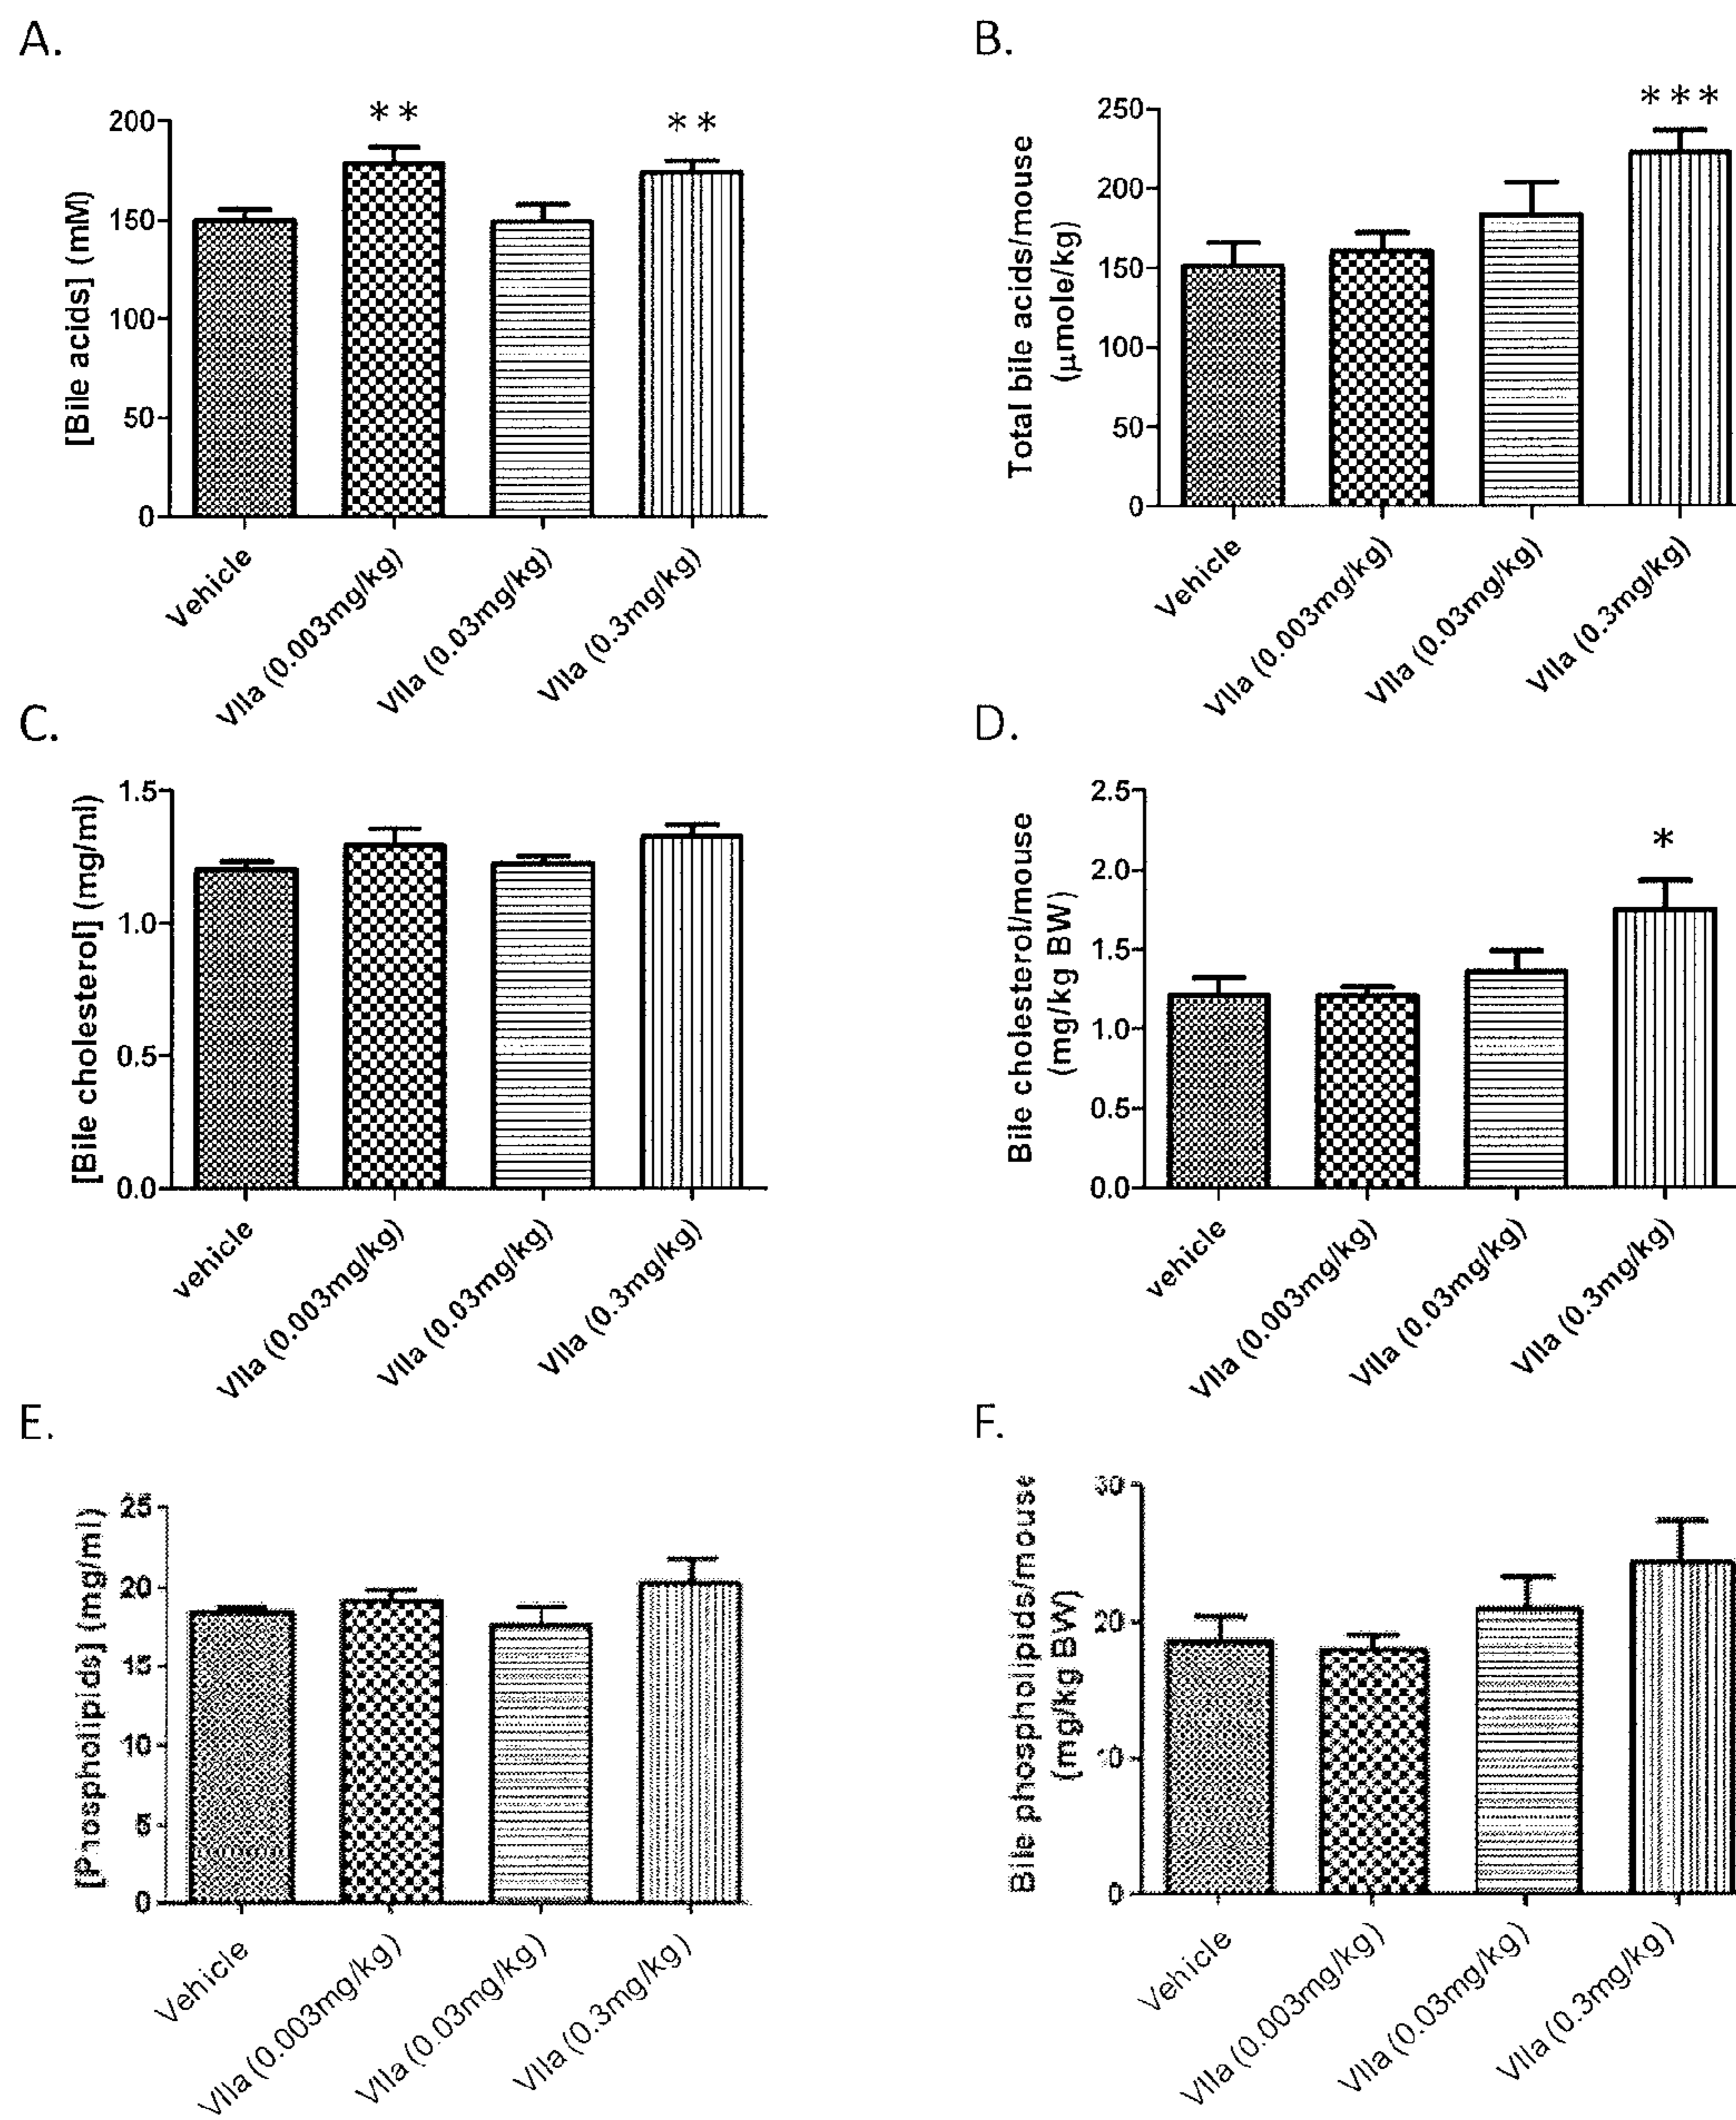 A.
[Bile acids] (mM)
200
150
100
50
0
**
**
Vehicle
VIIa (0.003mg/kg)
VIIa (0.03mg/kg)
VIIa (0.3mg/kg)
B.
Total bile acids/mouse
(μmole/kg)
250
200
150
100
50
0
***
Vehicle
VIIa (0.003mg/kg)
VIIa (0.03mg/kg)
VIIa (0.3mg/kg)
C.
[Bile cholesterol] (mg/ml)
1.5
1.0
0.5
0.0
vehicle
VIIa (0.003mg/kg)
VIIa (0.03mg/kg)
VIIa (0.3mg/kg)
D.
Bile cholesterol/mouse
(mg/kg BW)
2.5
2.0
1.5
1.0
0.5
0.0
*
vehicle
VIIa (0.003mg/kg)
VIIa (0.03mg/kg)
VIIa (0.3mg/kg)
E.
[Phospholipids] (mg/ml)
25
20
15
10
5
0
Vehicle
VIIa (0.003mg/kg)
VIIa (0.03mg/kg)
VIIa (0.3mg/kg)
F.
Bile phospholipids/mouse
(mg/kg BW)
30
20
10
0
Vehicle
VIIa (0.003mg/kg)
VIIa (0.03mg/kg)
VIIa (0.3mg/kg)